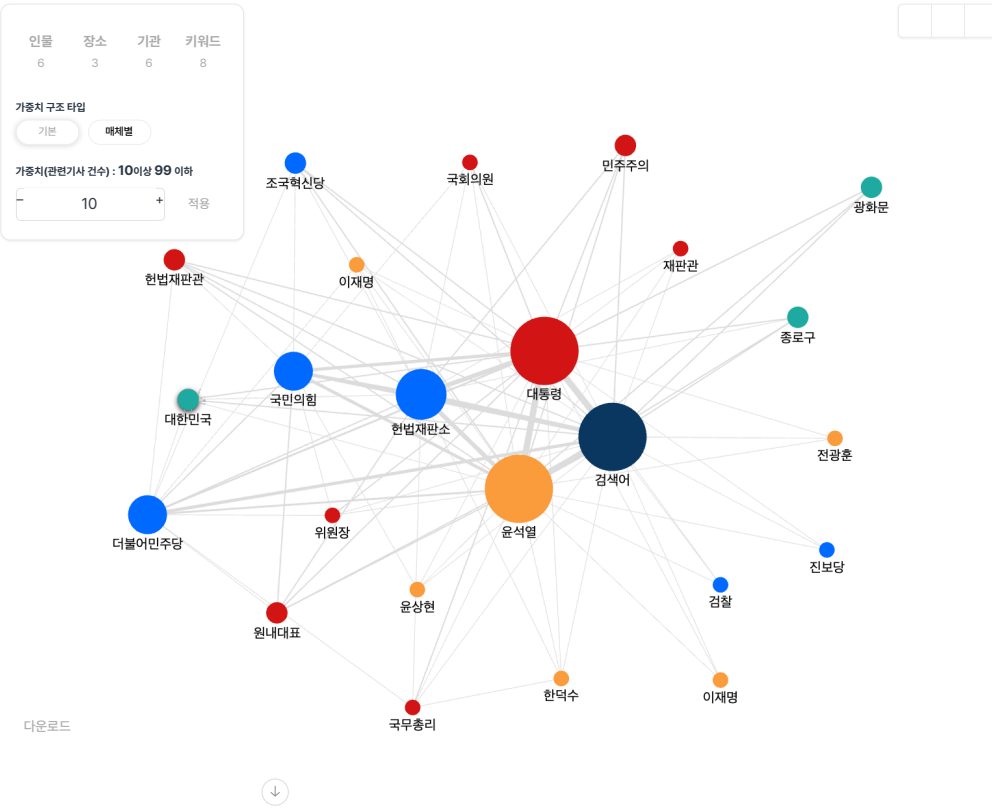 인물 장소 기관 키워드
6 3 6 8
가중치 구조 타입
기본 매체별
가중치(관련기사 건수) : 10이상 99 이하
− 10 + 적용
민주주의
조국혁신당
국회의원
광화문
재판관
헌법재판관
이재명
종로구
대통령
국민의힘
대한민국
헌법재판소
전광훈
검색어
윤석열
위원장
더불어민주당
진보당
검찰
윤상현
원내대표
한덕수
이재명
국무총리
다운로드